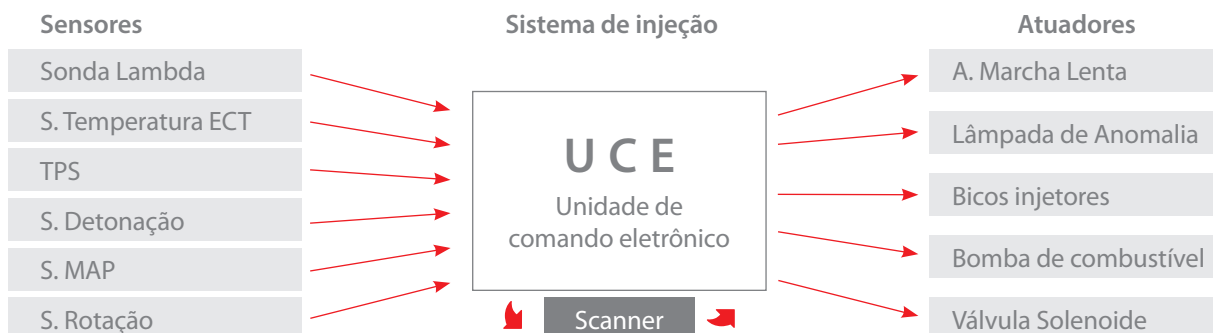 Sensores
Sonda Lambda
S. Temperatura ECT
TPS
S. Detonação
S. MAP
S. Rotação
Sistema de injeção
U C E
Unidade de
comando eletrônico
Scanner
Atuadores
A. Marcha Lenta
Lâmpada de Anomalia
Bicos injetores
Bomba de combustível
Válvula Solenoide